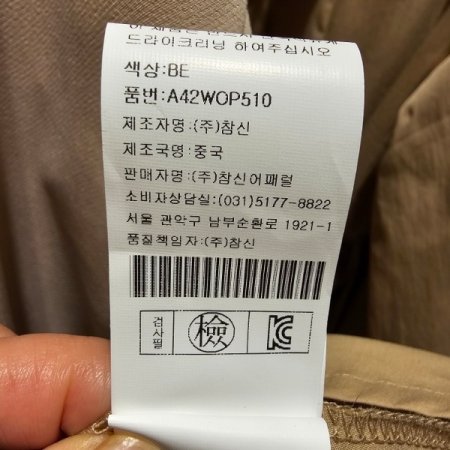 드라이크리닝 하여주십시오
색상:BE
품번:A42WOP510
제조자명:(주)참신
제조국명:중국
판매자명:(주)참신어패럴
소비자상담실:(031)5177-8822
서울 관악구 남부순환로 1921-1
품질책임자:(주)참신
검사필 檢